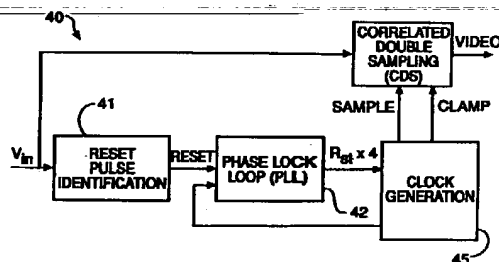 40
CORRELATED
DOUBLE
SAMPLING
(CDS)
VIDEO
SAMPLE
CLAMP
41
Vin
RESET
PULSE
IDENTIFICATION
RESET
PHASE LOCK
LOOP (PLL)
Rst x 4
42
CLOCK
GENERATION
45